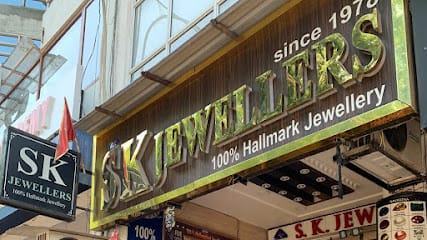 since 1978
SK JEWELLERS
100% Hallmark Jewellery
SK
JEWELLERS
100% Hallmark Jewellery
100%
S. K. JEW